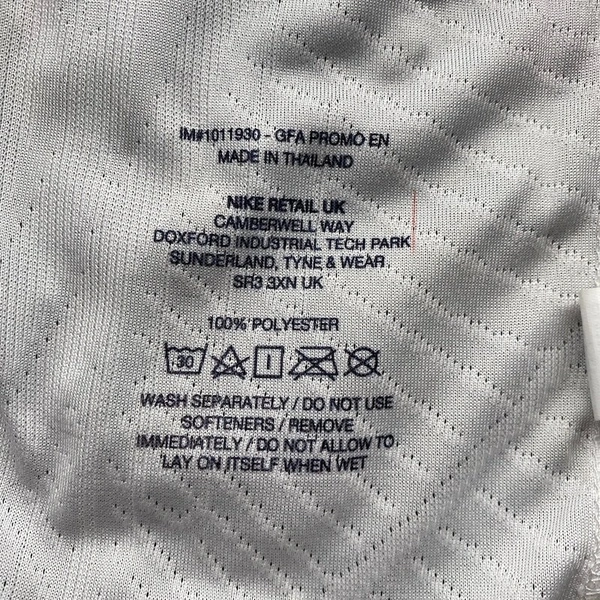 IM#1011930 - GFA PROMO EN
MADE IN THAILAND
NIKE RETAIL UK
CAMBERWELL WAY
DOXFORD INDUSTRIAL TECH PARK
SUNDERLAND, TYNE & WEAR
SR3 3XN UK
100% POLYESTER
30
WASH SEPARATELY / DO NOT USE
SOFTENERS / REMOVE
IMMEDIATELY / DO NOT ALLOW TO
LAY ON ITSELF WHEN WET